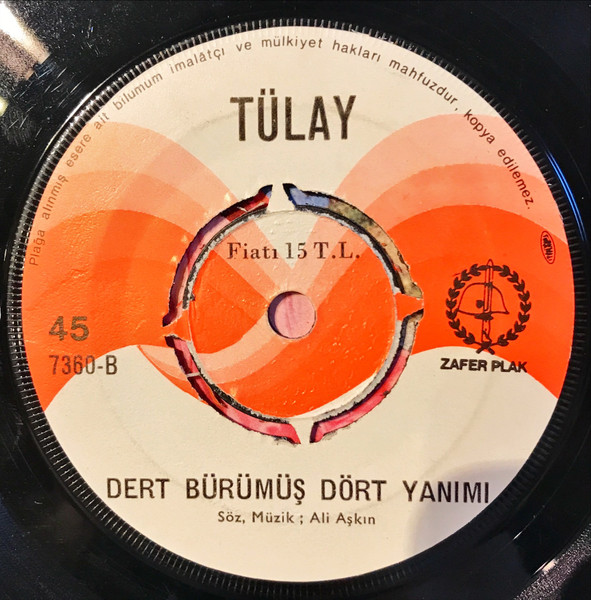 Plağa alınmış esere ait bilumum imalâtçı ve mülkiyet hakları mahfuzdur, kopya edilemez.
TÜLAY
Fiatı 15 T.L.
45
7360-B
ZAFER PLAK
DERT BÜRÜMÜŞ DÖRT YANIMI
Söz, Müzik ; Ali Aşkın